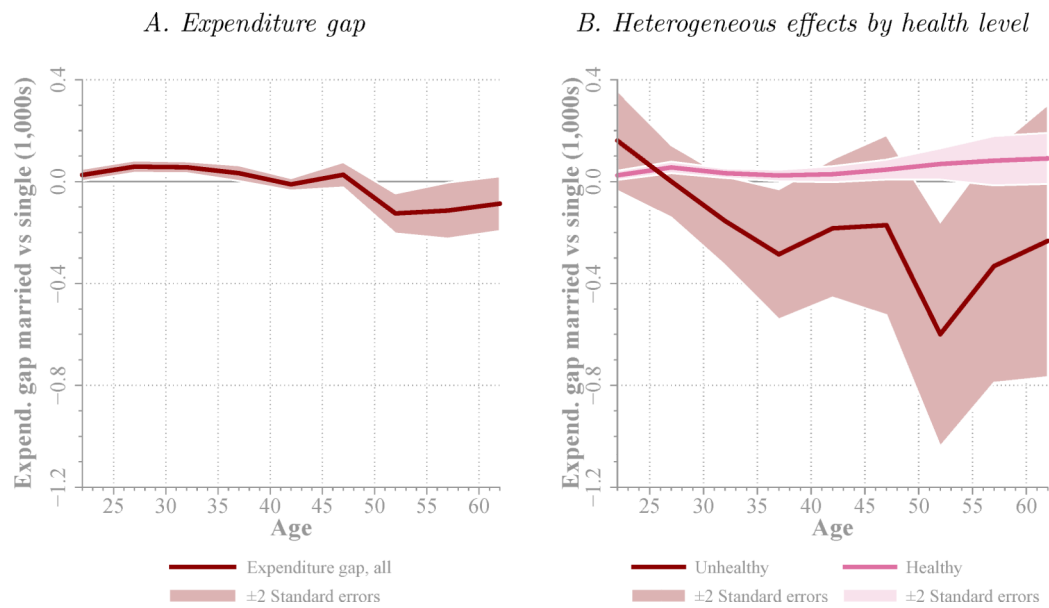 A. Expenditure gap
B. Heterogeneous effects by health level
Expend. gap married vs single (1,000s)
0.4
0.0
−0.4
−0.8
−1.2
25 30 35 40 45 50 55 60
Age
Expenditure gap, all
±2 Standard errors
Expend. gap married vs single (1,000s)
0.4
0.0
−0.4
−0.8
−1.2
25 30 35 40 45 50 55 60
Age
Unhealthy Healthy
±2 Standard errors ±2 Standard errors